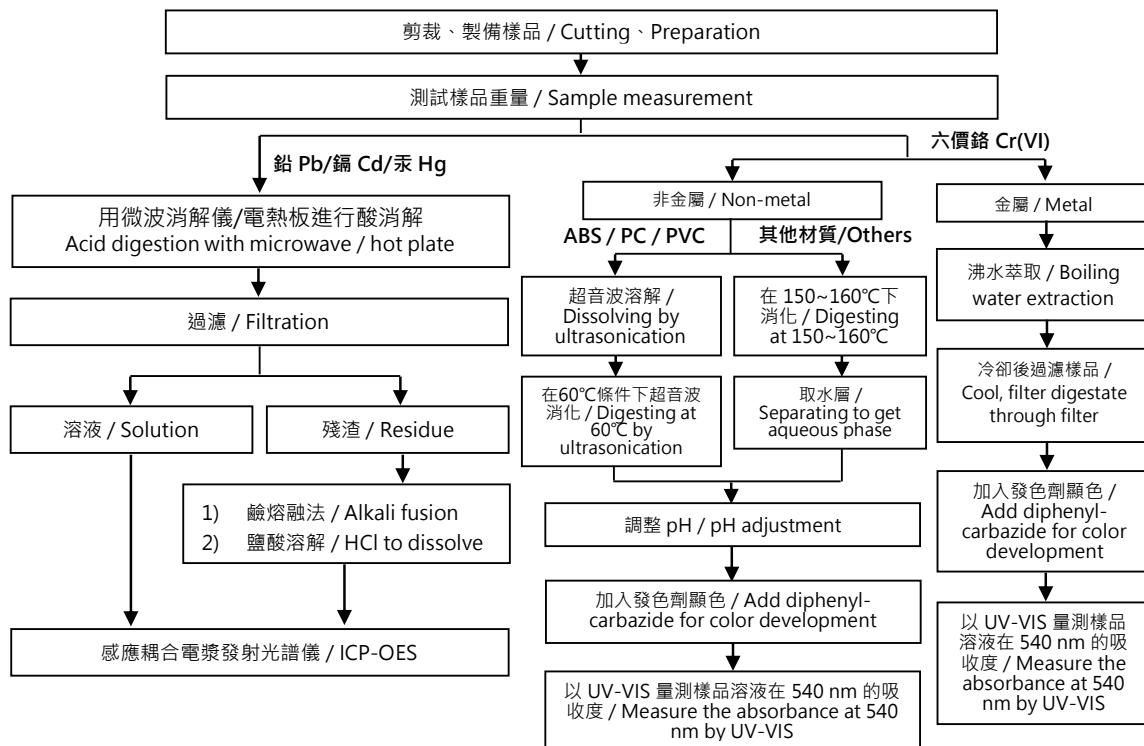 剪裁、製備樣品 / Cutting、Preparation
測試樣品重量 / Sample measurement
鉛 Pb/鎘 Cd/汞 Hg
六價鉻 Cr(VI)
用微波消解儀/電熱板進行酸消解
Acid digestion with microwave / hot plate
非金屬 / Non-metal
金屬 / Metal
ABS / PC / PVC
其他材質/Others
過濾 / Filtration
超音波溶解 /
Dissolving by
ultrasonication
在 150~160℃下
消化 / Digesting
at 150~160℃
沸水萃取 / Boiling
water extraction
溶液 / Solution
殘渣 / Residue
在60℃條件下超音波
消化 / Digesting at
60℃ by
ultrasonication
取水層 /
Separating to get
aqueous phase
冷卻後過濾樣品 /
Cool, filter digestate
through filter
1) 鹼熔融法 / Alkali fusion
2) 鹽酸溶解 / HCl to dissolve
調整 pH / pH adjustment
加入發色劑顯色 /
Add diphenyl-
carbazide for color
development
加入發色劑顯色 / Add diphenyl-
carbazide for color development
感應耦合電漿發射光譜儀 / ICP-OES
以 UV-VIS 量測樣品溶液在 540 nm 的吸
收度 / Measure the absorbance at 540
nm by UV-VIS
以 UV-VIS 量測樣品
溶液在 540 nm 的吸
收度 / Measure the
absorbance at 540
nm by UV-VIS